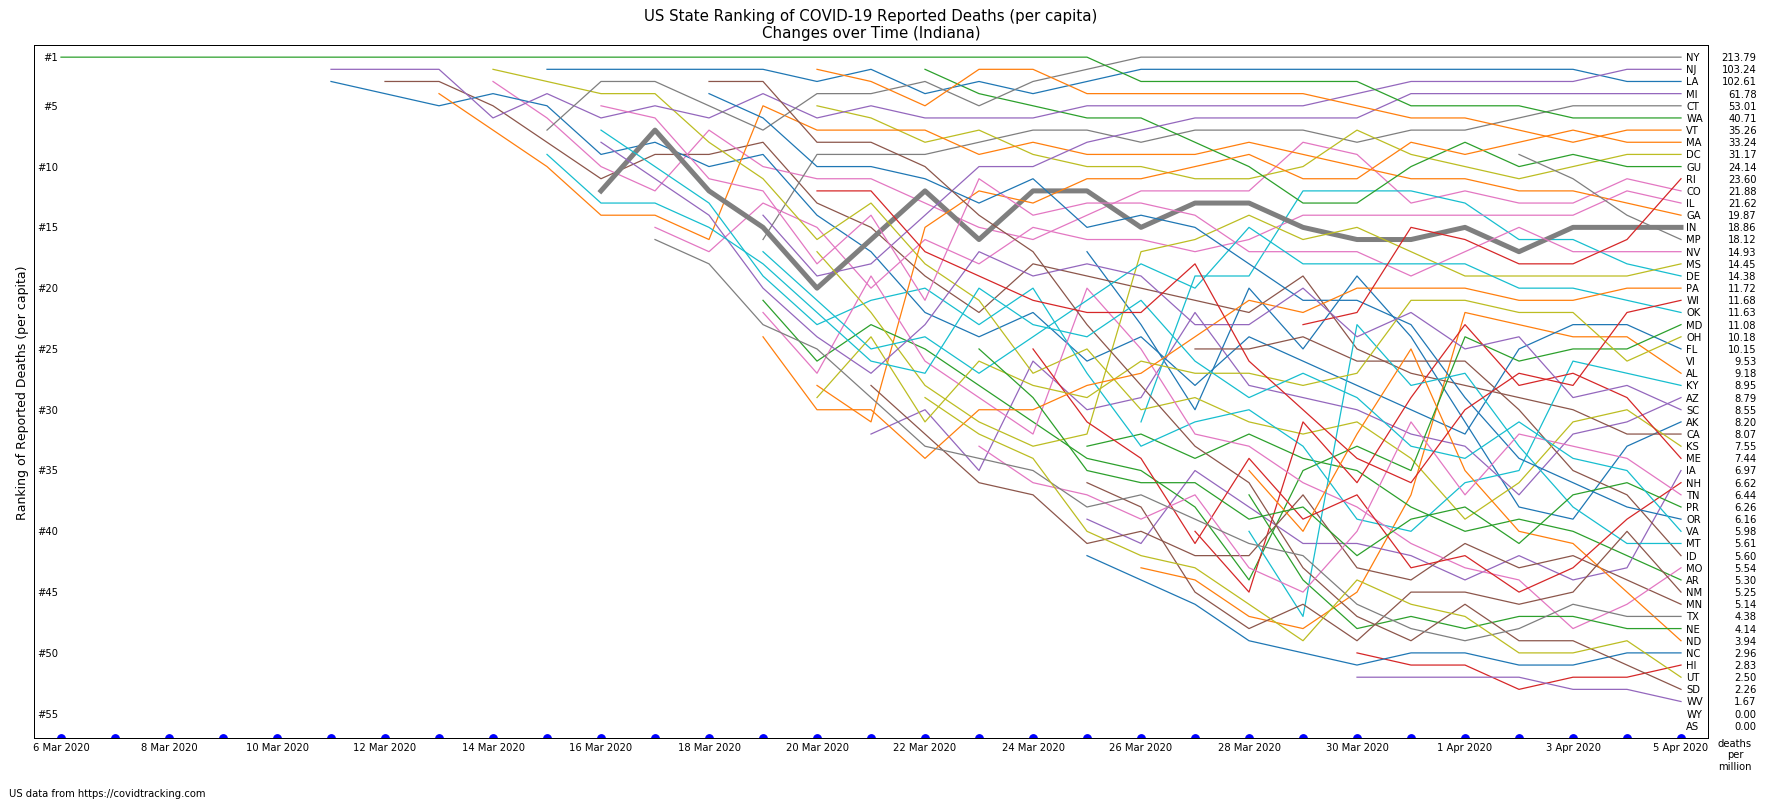 US State Ranking of COVID-19 Reported Deaths (per capita)
Changes over Time (Indiana)
Ranking of Reported Deaths (per capita)
#1
#5
#10
#15
#20
#25
#30
#35
#40
#45
#50
#55
NY 213.79
NJ 103.24
LA 102.61
MI 61.78
CT 53.01
WA 40.71
VT 35.26
MA 33.24
DC 31.17
GU 24.14
RI 23.60
CO 21.88
IL 21.62
GA 19.87
IN 18.86
MP 18.12
NV 14.93
MS 14.45
DE 14.38
PA 11.72
WI 11.68
OK 11.63
MD 11.08
OH 10.18
FL 10.15
VI 9.53
AL 9.18
KY 8.95
AZ 8.79
SC 8.55
AK 8.20
CA 8.07
KS 7.55
ME 7.44
IA 6.97
NH 6.62
TN 6.44
PR 6.26
OR 6.16
VA 5.98
MT 5.61
ID 5.60
MO 5.54
AR 5.30
NM 5.25
MN 5.14
TX 4.38
NE 4.14
ND 3.94
NC 2.96
HI 2.83
UT 2.50
SD 2.26
WV 1.67
WY 0.00
AS 0.00
6 Mar 2020 8 Mar 2020 10 Mar 2020 12 Mar 2020 14 Mar 2020 16 Mar 2020 18 Mar 2020 20 Mar 2020 22 Mar 2020 24 Mar 2020 26 Mar 2020 28 Mar 2020 30 Mar 2020 1 Apr 2020 3 Apr 2020 5 Apr 2020
deaths
per
million
US data from https://covidtracking.com